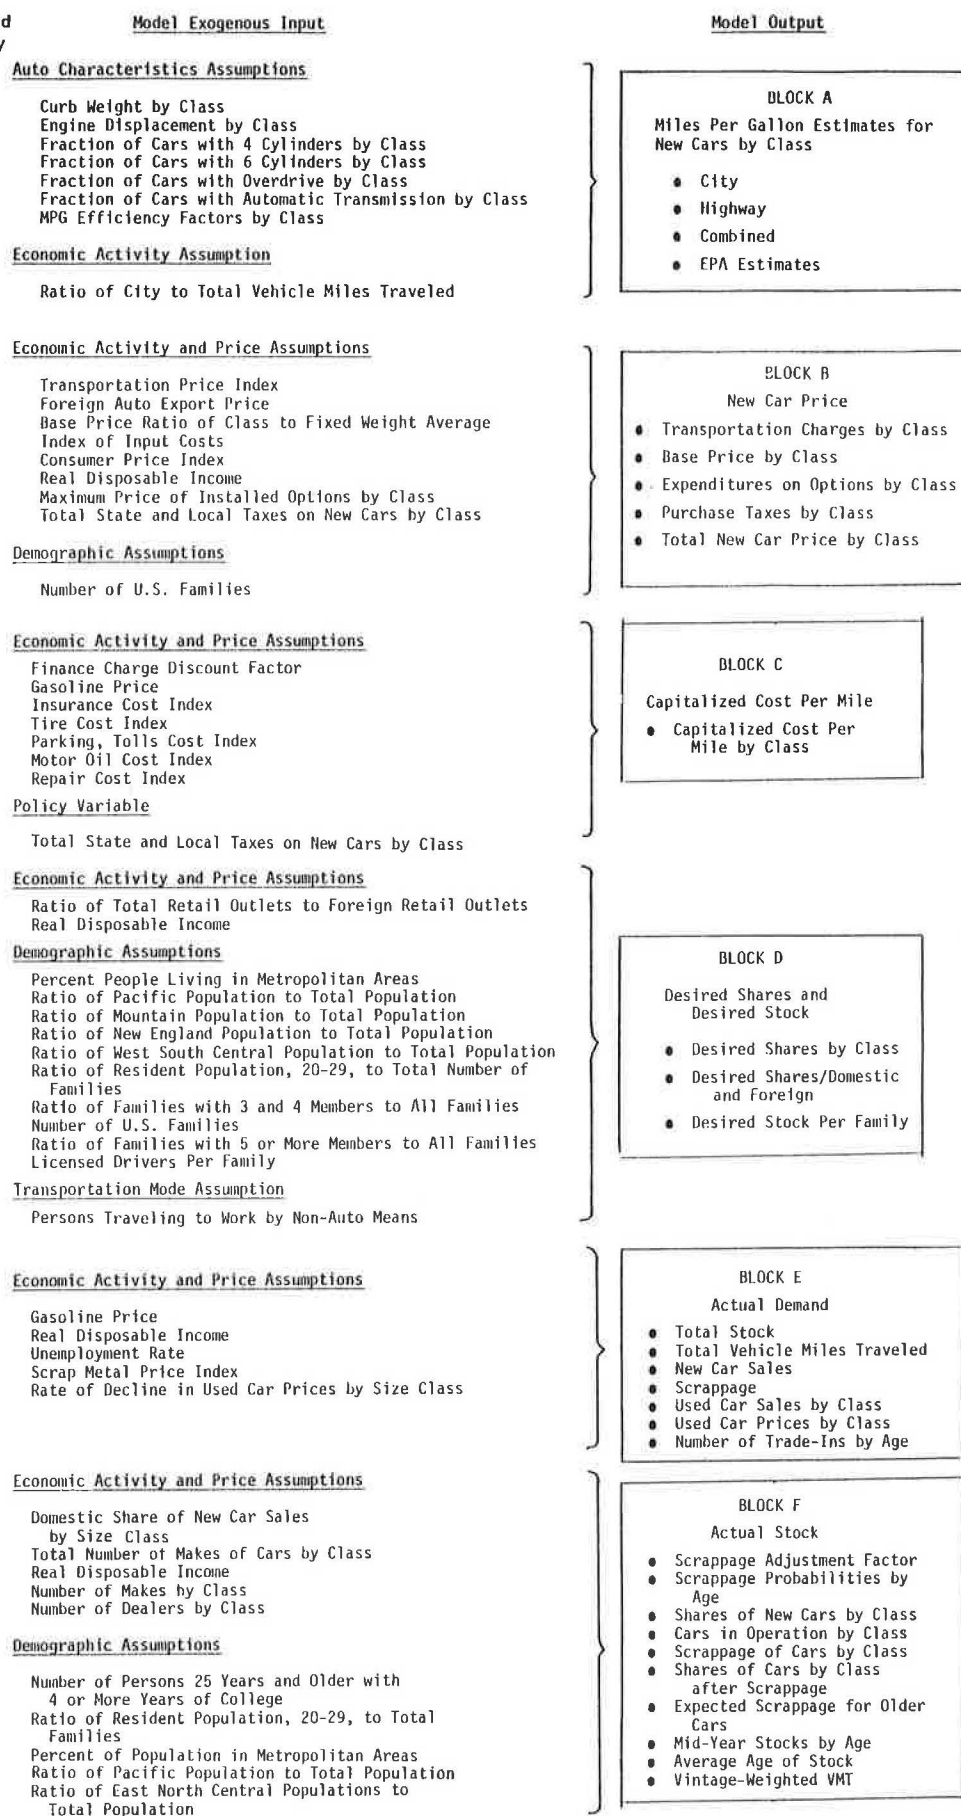 d
y
Model Exogenous Input
Model Output
Auto Characteristics Assumptions
Curb Weight by Class
Engine Displacement by Class
Fraction of Cars with 4 Cylinders by Class
Fraction of Cars with 6 Cylinders by Class
Fraction of Cars with Overdrive by Class
Fraction of Cars with Automatic Transmission by Class
MPG Efficiency Factors by Class
Economic Activity Assumption
Ratio of City to Total Vehicle Miles Traveled
BLOCK A
Miles Per Gallon Estimates for
New Cars by Class
• City
• Highway
• Combined
• EPA Estimates
Economic Activity and Price Assumptions
Transportation Price Index
Foreign Auto Export Price
Base Price Ratio of Class to Fixed Weight Average
Index of Input Costs
Consumer Price Index
Real Disposable Income
Maximum Price of Installed Options by Class
Total State and Local Taxes on New Cars by Class
Demographic Assumptions
Number of U.S. Families
BLOCK B
New Car Price
• Transportation Charges by Class
• Base Price by Class
• Expenditures on Options by Class
• Purchase Taxes by Class
• Total New Car Price by Class
Economic Activity and Price Assumptions
Finance Charge Discount Factor
Gasoline Price
Insurance Cost Index
Tire Cost Index
Parking, Tolls Cost Index
Motor Oil Cost Index
Repair Cost Index
Policy Variable
Total State and Local Taxes on New Cars by Class
BLOCK C
Capitalized Cost Per Mile
• Capitalized Cost Per
Mile by Class
Economic Activity and Price Assumptions
Ratio of Total Retail Outlets to Foreign Retail Outlets
Real Disposable Income
Demographic Assumptions
Percent People Living in Metropolitan Areas
Ratio of Pacific Population to Total Population
Ratio of Mountain Population to Total Population
Ratio of New England Population to Total Population
Ratio of West South Central Population to Total Population
Ratio of Resident Population, 20-29, to Total Number of
Families
Ratio of Families with 3 and 4 Members to All Families
Number of U.S. Families
Ratio of Families with 5 or More Members to All Families
Licensed Drivers Per Family
Transportation Mode Assumption
Persons Traveling to Work by Non-Auto Means
BLOCK D
Desired Shares and
Desired Stock
• Desired Shares by Class
• Desired Shares/Domestic
and Foreign
• Desired Stock Per Family
Economic Activity and Price Assumptions
Gasoline Price
Real Disposable Income
Unemployment Rate
Scrap Metal Price Index
Rate of Decline in Used Car Prices by Size Class
BLOCK E
Actual Demand
• Total Stock
• Total Vehicle Miles Traveled
• New Car Sales
• Scrappage
• Used Car Sales by Class
• Used Car Prices by Class
• Number of Trade-Ins by Age
Economic Activity and Price Assumptions
Domestic Share of New Car Sales
by Size Class
Total Number of Makes of Cars by Class
Real Disposable Income
Number of Makes by Class
Number of Dealers by Class
Demographic Assumptions
Number of Persons 25 Years and Older with
4 or More Years of College
Ratio of Resident Population, 20-29, to Total
Families
Percent of Population in Metropolitan Areas
Ratio of Pacific Population to Total Population
Ratio of East North Central Populations to
Total Population
BLOCK F
Actual Stock
• Scrappage Adjustment Factor
• Scrappage Probabilities by
Age
• Shares of New Cars by Class
• Cars in Operation by Class
• Scrappage of Cars by Class
• Shares of Cars by Class
after Scrappage
• Expected Scrappage for Older
Cars
• Mid-Year Stocks by Age
• Average Age of Stock
• Vintage-Weighted VMT